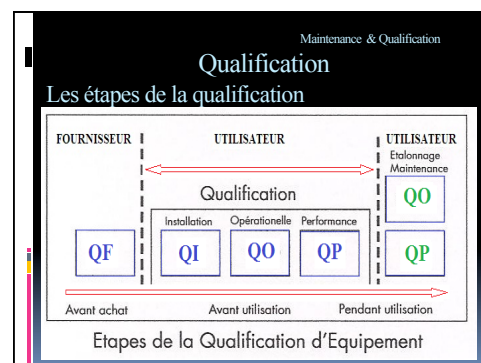 Maintenance & Qualification
Qualification
Les étapes de la qualification
FOURNISSEUR
UTILISATEUR
UTILISATEUR
Etalonnage
Maintenance
Qualification
QO
Installation
Opérationelle
Performance
QF
QI
QO
QP
QP
Avant achat
Avant utilisation
Pendant utilisation
Etapes de la Qualification d'Equipement